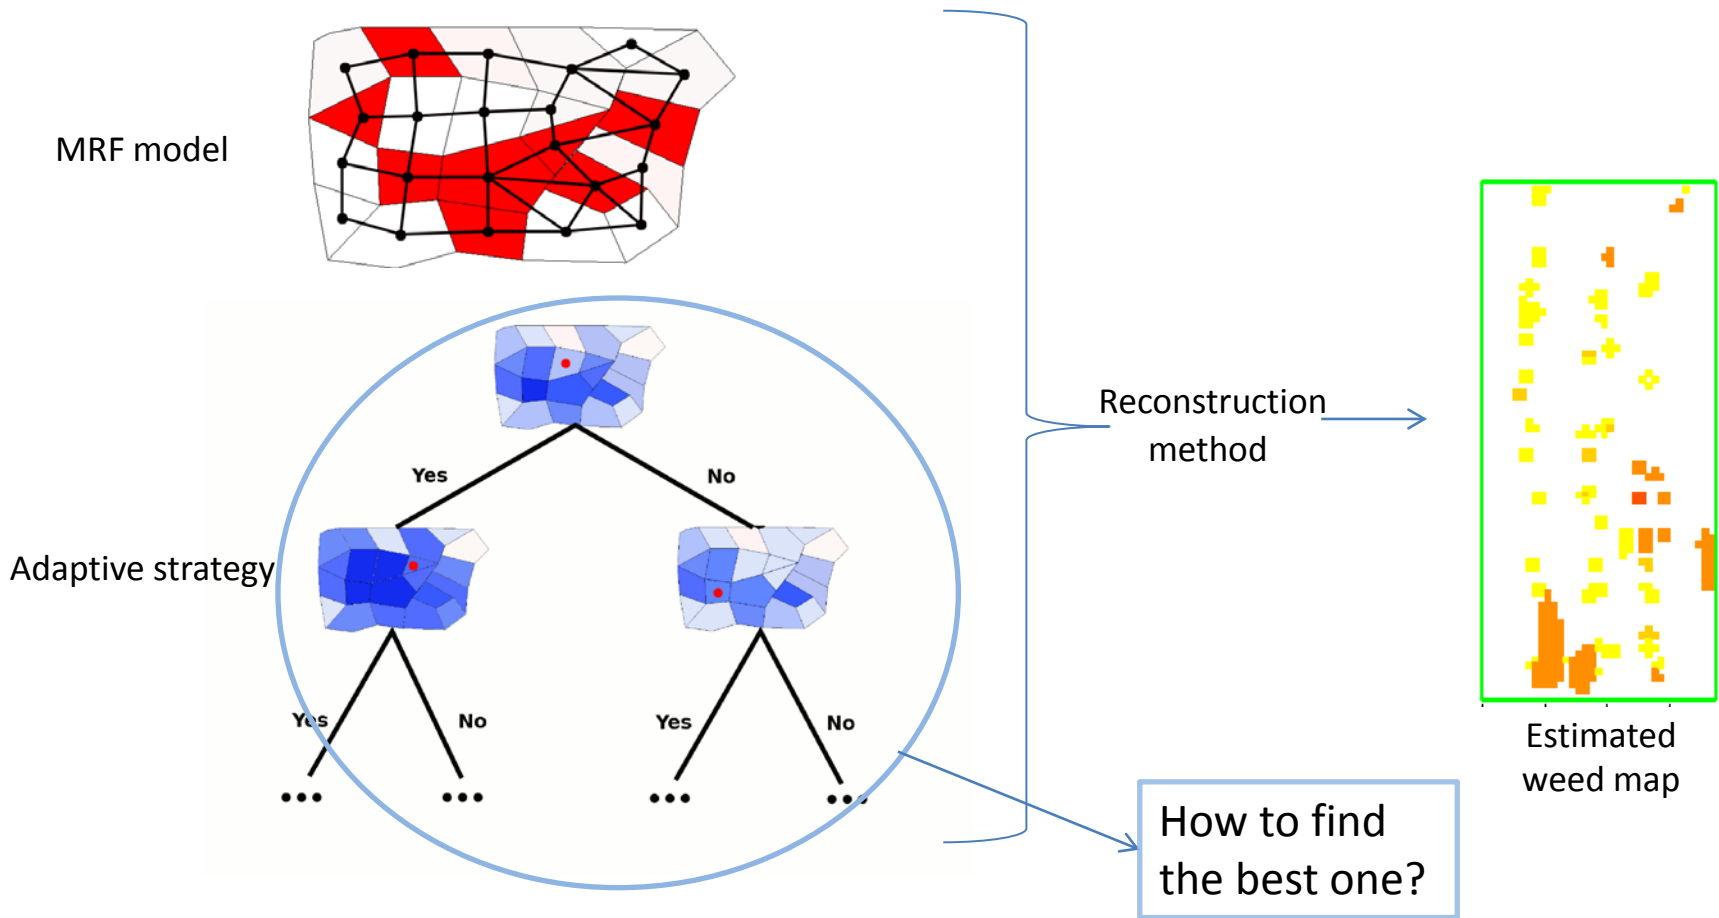 MRF model
Adaptive strategy
Yes
No
Yes
No
Yes
No
Reconstruction
method
Estimated
weed map
How to find
the best one?